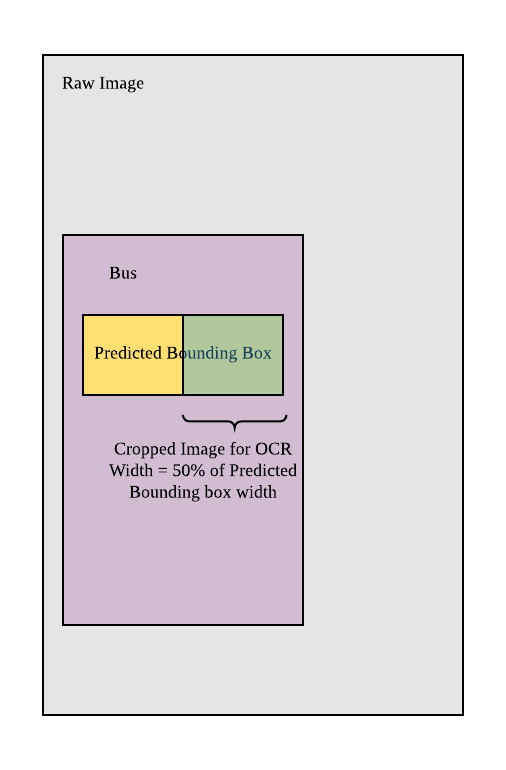 Raw Image
Bus
Predicted Bounding Box
Cropped Image for OCR
Width = 50% of Predicted
Bounding box width